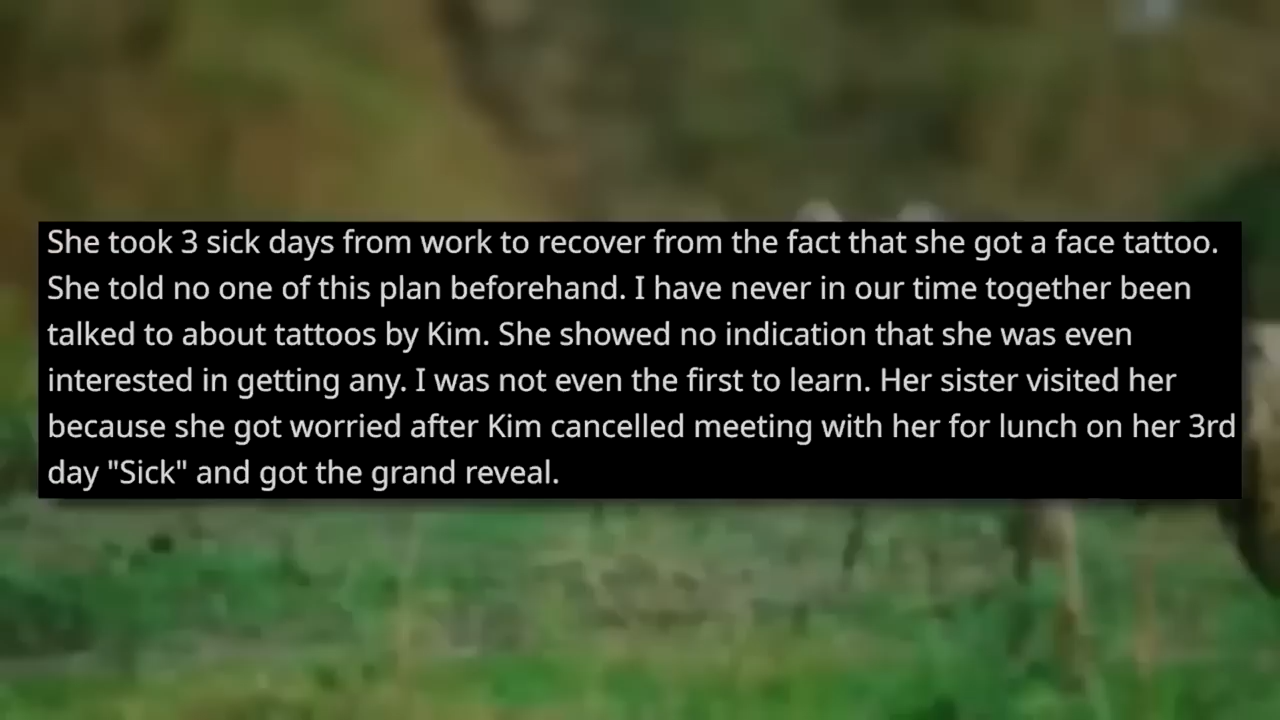 She took 3 sick days from work to recover from the fact that she got a face tattoo.
She told no one of this plan beforehand. I have never in our time together been
talked to about tattoos by Kim. She showed no indication that she was even
interested in getting any. I was not even the first to learn. Her sister visited her
because she got worried after Kim cancelled meeting with her for lunch on her 3rd
day "Sick" and got the grand reveal.